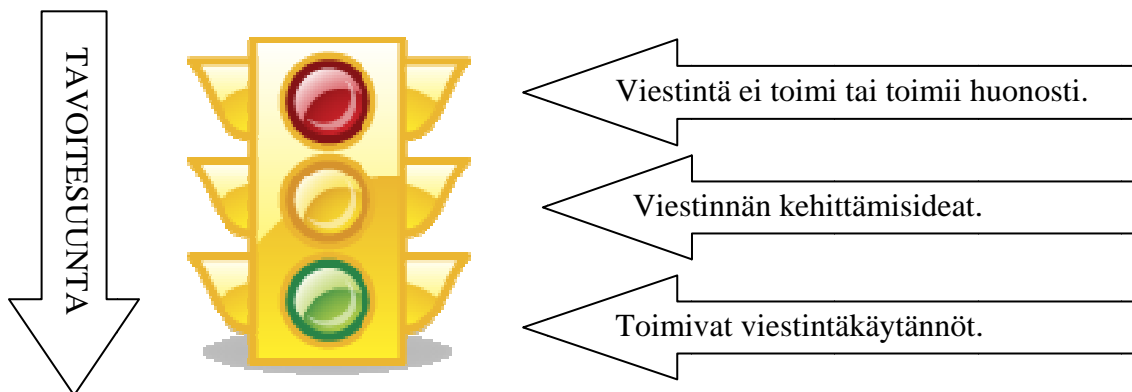 TAVOITESUUNTA
Viestintä ei toimi tai toimii huonosti.
Viestinnän kehittämisideat.
Toimivat viestintäkäytännöt.